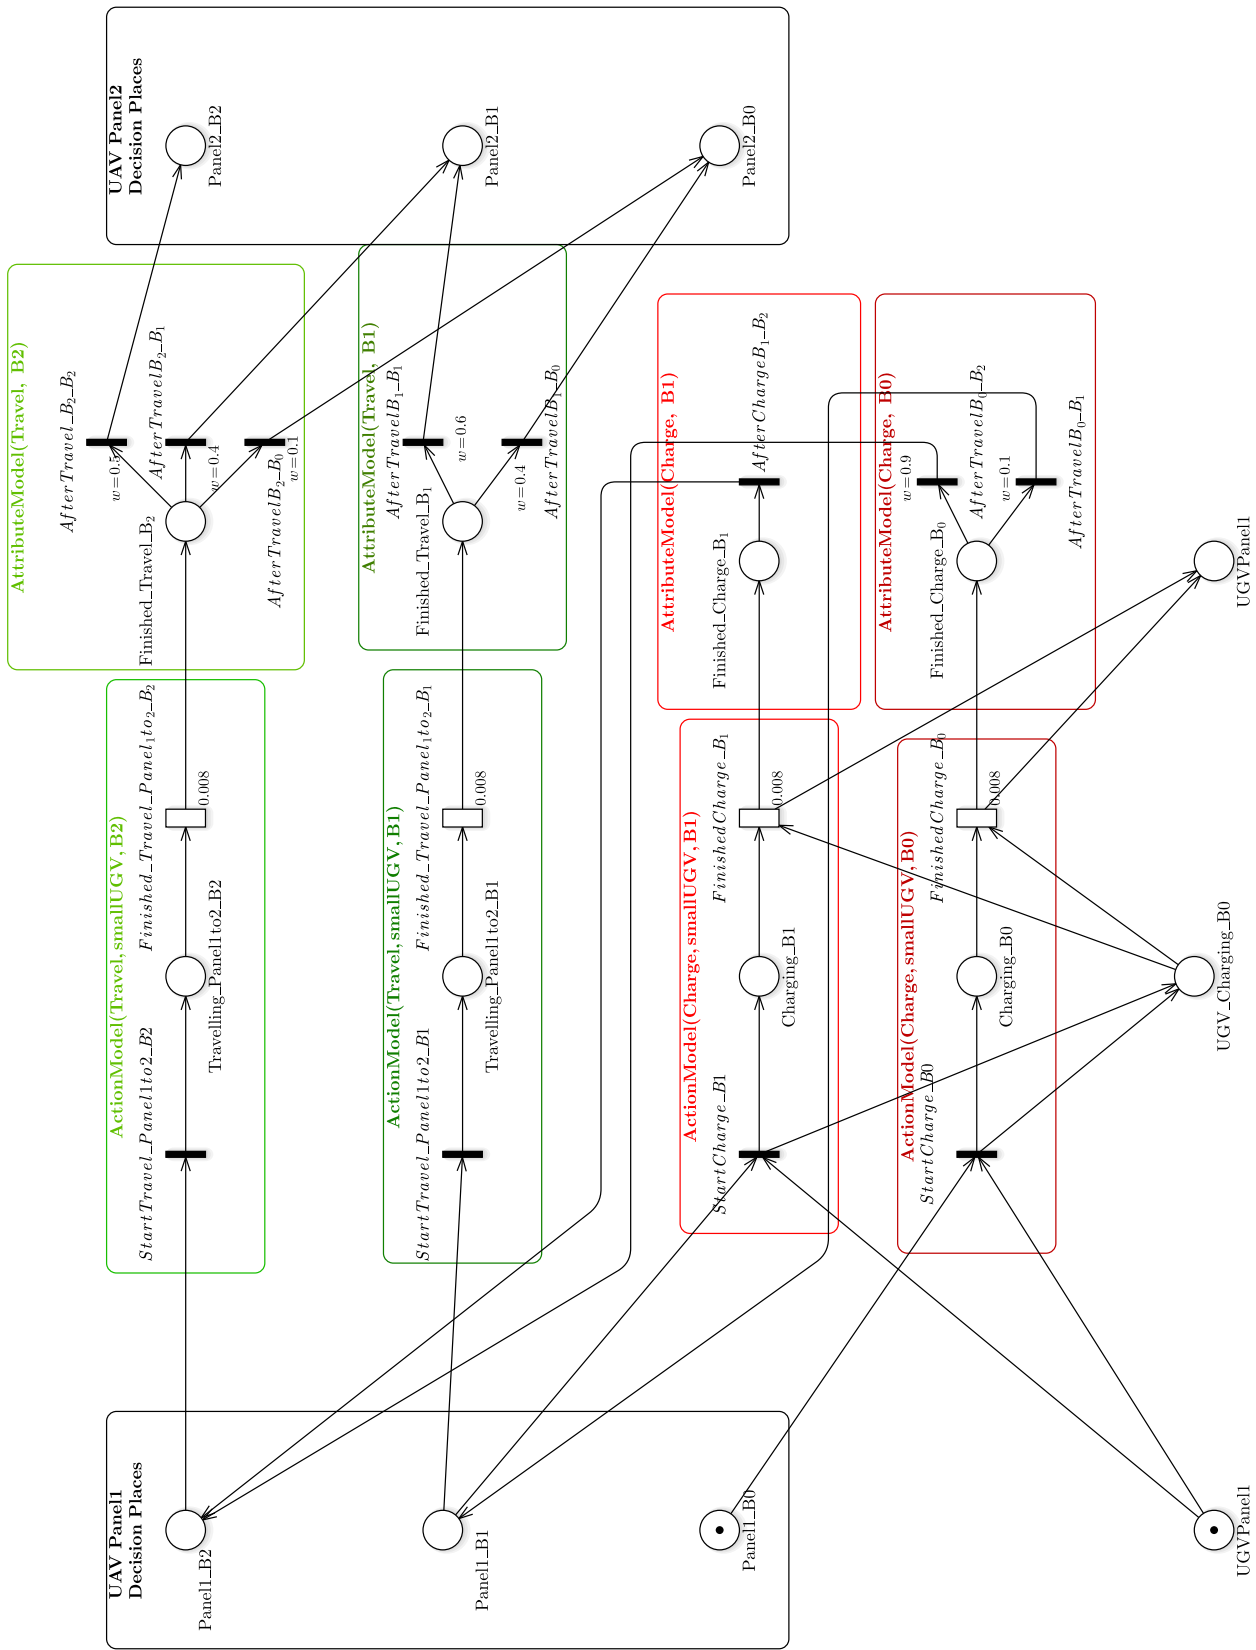 UAV Panel1
Decision Places
Panel1_B2
Panel1_B1
Panel1_B0
UGVPanel1
ActionModel(Travel,smallUGV,B2)
StartTravel_Panel1to2_B2
Travelling_Panel1to2_B2
Finished_Travel_Panel₁to₂_B₂
0.008
ActionModel(Travel,smallUGV,B1)
StartTravel_Panel1to2_B1
Travelling_Panel1to2_B1
Finished_Travel_Panel₁to₂_B₁
0.008
ActionModel(Charge,smallUGV,B1)
StartCharge_B1
Charging_B1
FinishedCharge_B₁
0.008
ActionModel(Charge,smallUGV,B0)
StartCharge_B0
Charging_B0
FinishedCharge_B₀
0.008
UGV_Charging_B0
AttributeModel(Travel, B2)
Finished_Travel_B₂
AfterTravel_B₂_B₂
w=0.5
AfterTravelB₂_B₁
w=0.4
AfterTravelB₂_B₀
w=0.1
AttributeModel(Travel, B1)
Finished_Travel_B₁
AfterTravelB₁_B₁
w=0.6
AfterTravelB₁_B₀
w=0.4
AttributeModel(Charge, B1)
Finished_Charge_B₁
AfterChargeB₁_B₂
AttributeModel(Charge, B0)
Finished_Charge_B₀
w=0.9
AfterTravelB₀_B₂
w=0.1
AfterTravelB₀_B₁
UGVPanel1
UAV Panel2
Decision Places
Panel2_B2
Panel2_B1
Panel2_B0